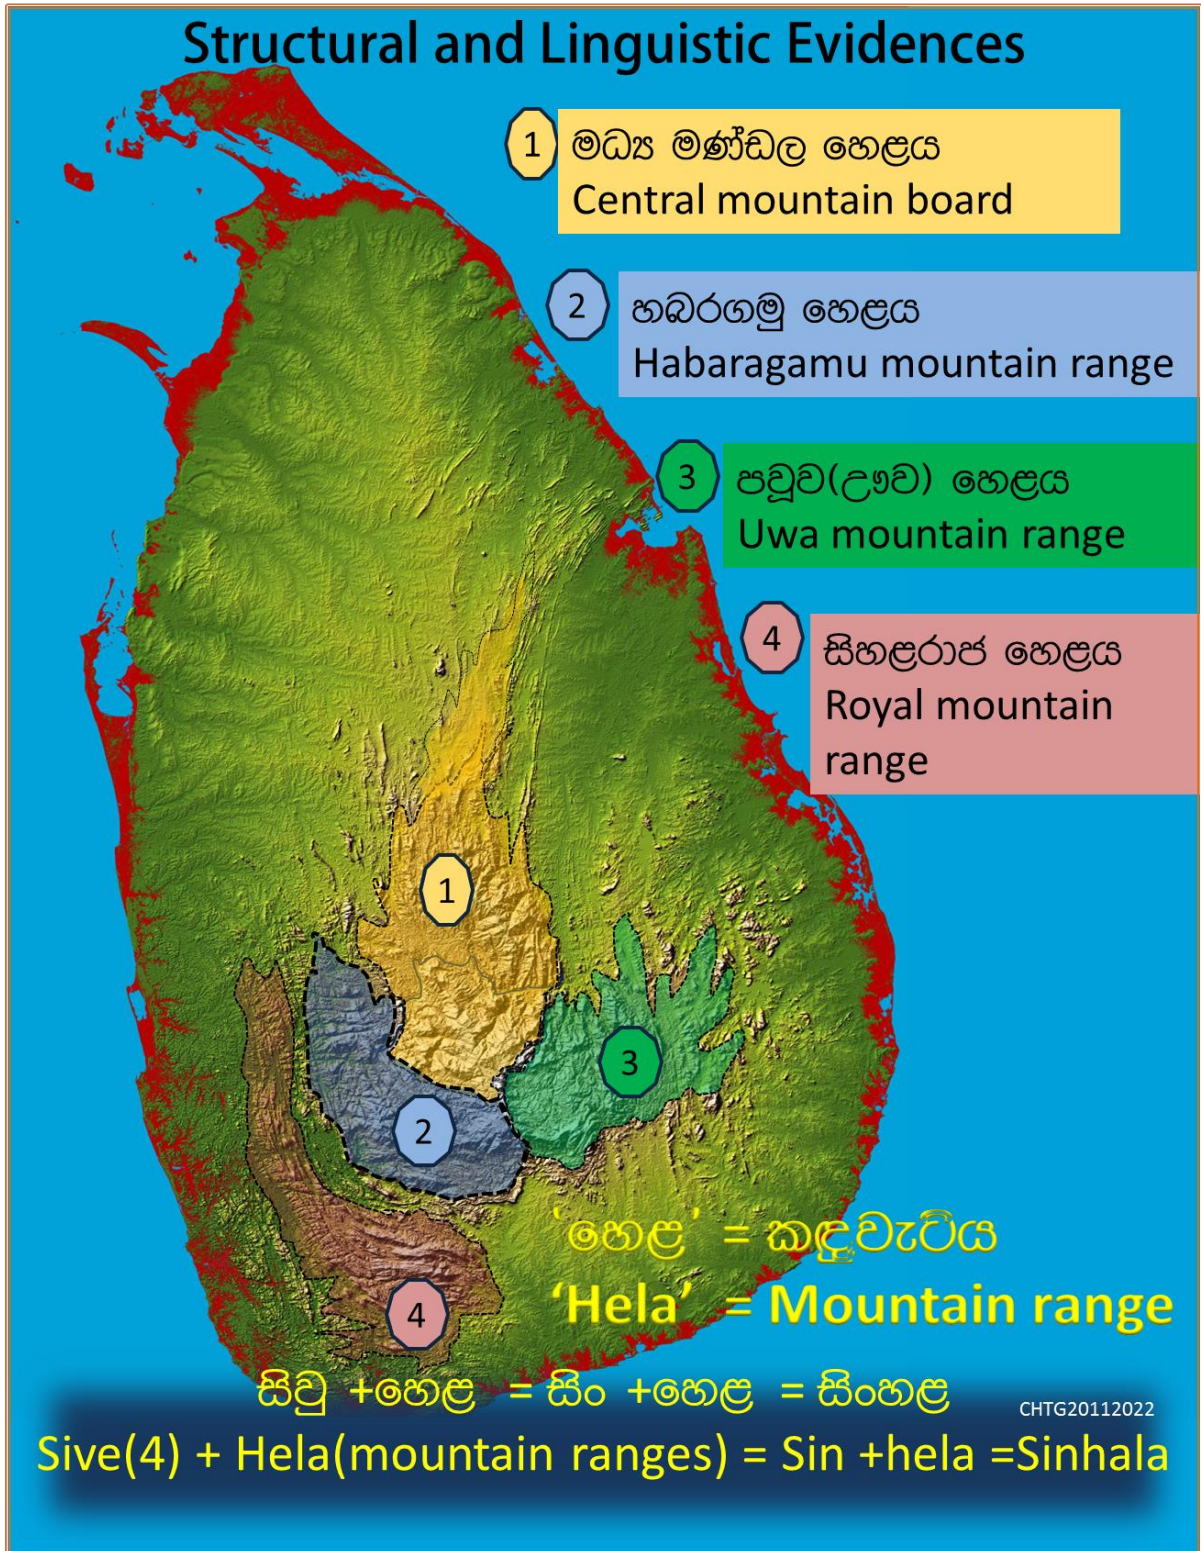 Structural and Linguistic Evidences
1
මධ්‍ය මණ්ඩල හෙළය
Central mountain board
2
හබරගමු හෙළය
Habaragamu mountain range
3
පවූව(ඌව) හෙළය
Uwa mountain range
4
සිහළරාජ හෙළය
Royal mountain
range
1
3
2
4
‘හෙළ’ = කඳුවැටිය
‘Hela’ = Mountain range
සිවු +හෙළ = සිං +හෙළ = සිංහළ
CHTG20112022
Sive(4) + Hela(mountain ranges) = Sin +hela =Sinhala